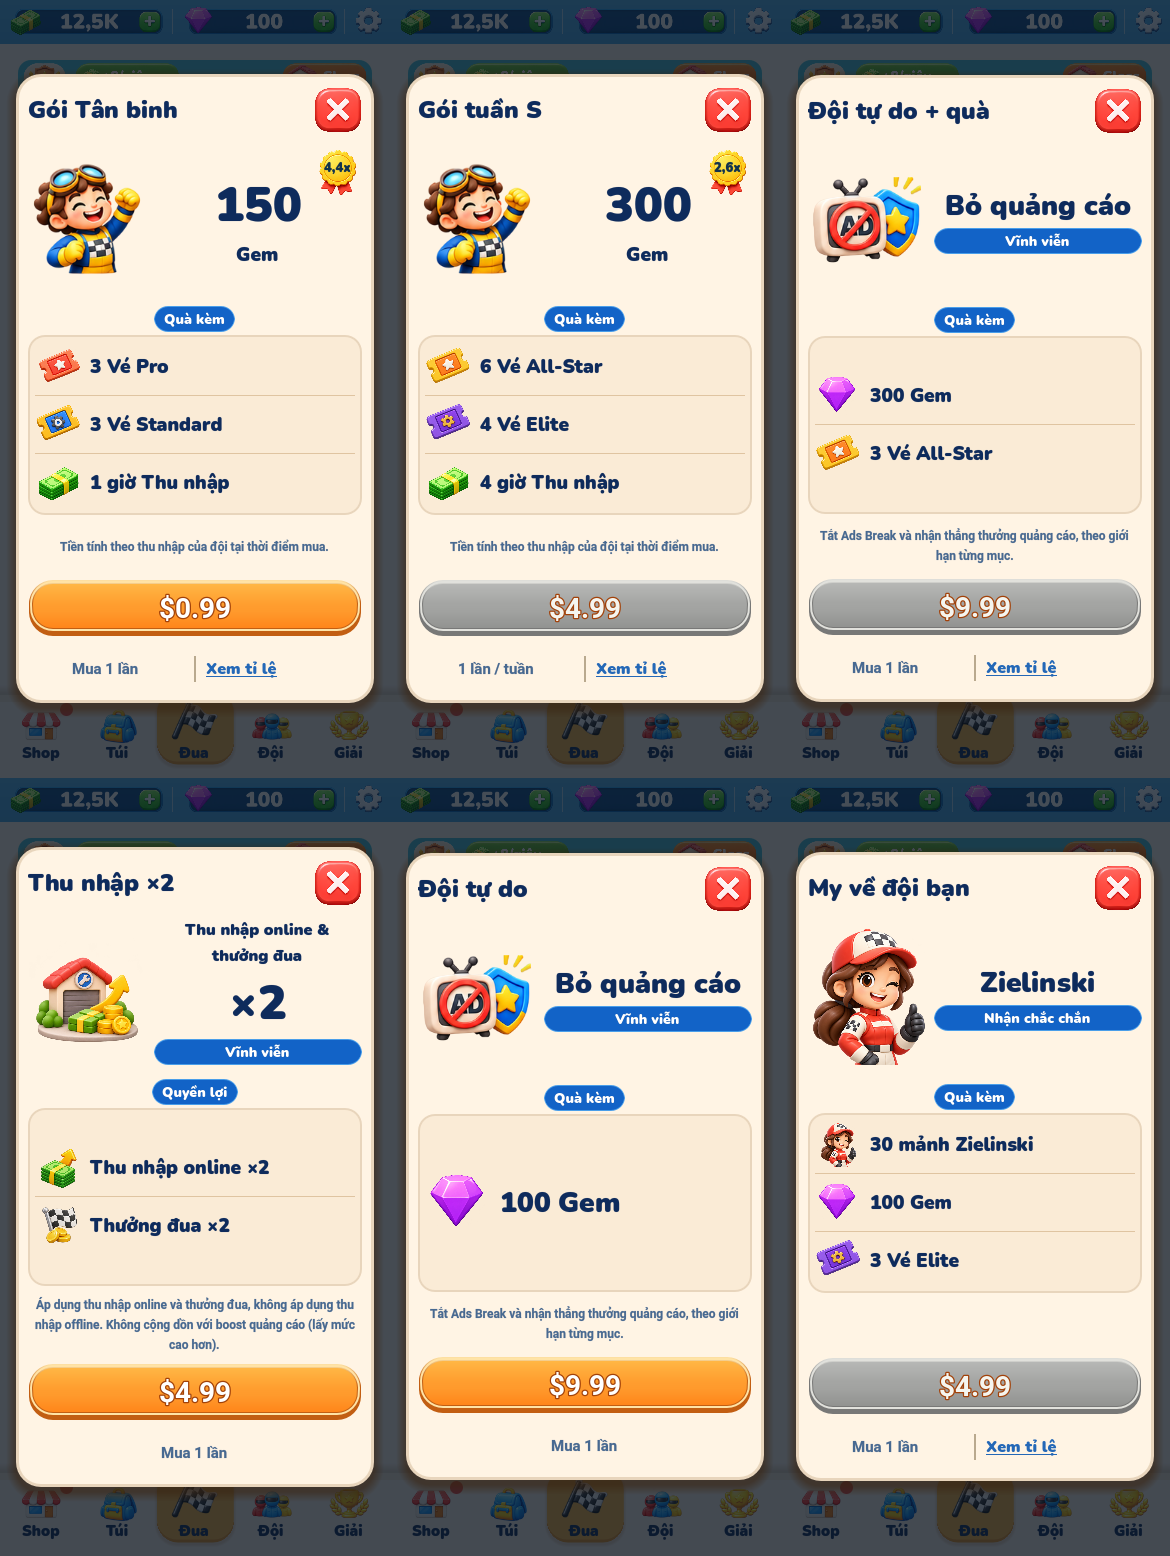 12,5K
100
12,5K
100
12,5K
100
Gói Tân binh
4,4x
150
Gem
Quà kèm
3 Vé Pro
3 Vé Standard
1 giờ Thu nhập
Tiền tính theo thu nhập của đội tại thời điểm mua.
$0.99
Mua 1 lần
Xem tỉ lệ
Gói tuần S
2,6x
300
Gem
Quà kèm
6 Vé All-Star
4 Vé Elite
4 giờ Thu nhập
Tiền tính theo thu nhập của đội tại thời điểm mua.
$4.99
1 lần / tuần
Xem tỉ lệ
Đội tự do + quà
AD
Bỏ quảng cáo
Vĩnh viễn
Quà kèm
300 Gem
3 Vé All-Star
Tắt Ads Break và nhận thẳng thưởng quảng cáo, theo giới
hạn từng mục.
$9.99
Mua 1 lần
Xem tỉ lệ
Shop
Túi
Đua
Đội
Giải
Shop
Túi
Đua
Đội
Giải
Shop
Túi
Đua
Đội
Giải
12,5K
100
12,5K
100
12,5K
100
Thu nhập ×2
Thu nhập online &
thưởng đua
×2
Vĩnh viễn
Quyền lợi
Thu nhập online ×2
Thưởng đua ×2
Áp dụng thu nhập online và thưởng đua, không áp dụng thu
nhập offline. Không cộng dồn với boost quảng cáo (lấy mức
cao hơn).
$4.99
Mua 1 lần
Đội tự do
AD
Bỏ quảng cáo
Vĩnh viễn
Quà kèm
100 Gem
Tắt Ads Break và nhận thẳng thưởng quảng cáo, theo giới
hạn từng mục.
$9.99
Mua 1 lần
My về đội bạn
Zielinski
Nhận chắc chắn
Quà kèm
30 mảnh Zielinski
100 Gem
3 Vé Elite
$4.99
Mua 1 lần
Xem tỉ lệ
Shop
Túi
Đua
Đội
Giải
Shop
Túi
Đua
Đội
Giải
Shop
Túi
Đua
Đội
Giải